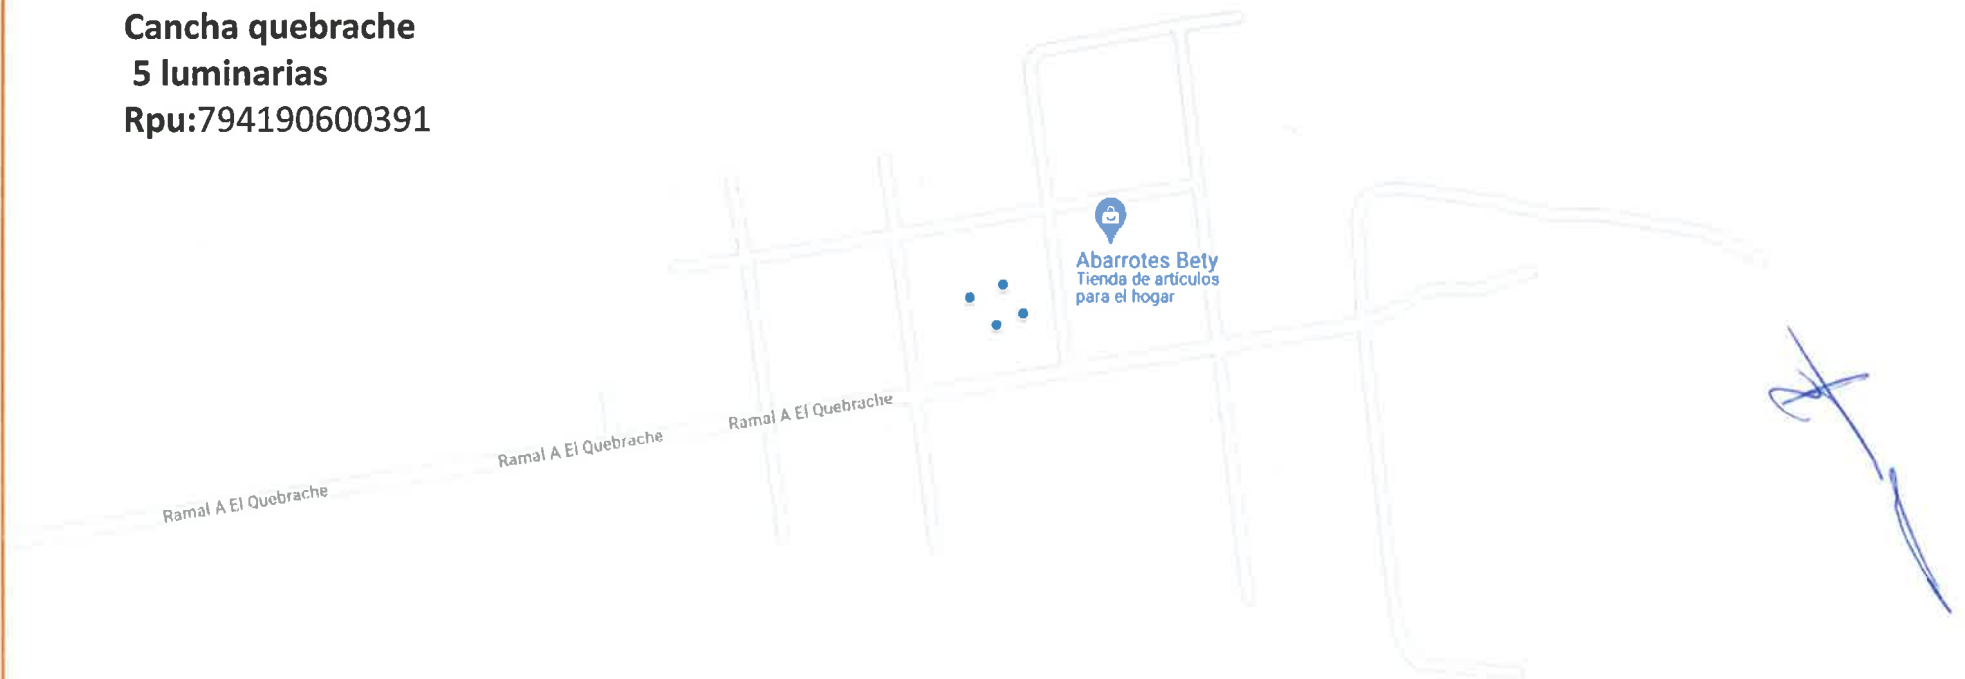 Cancha quebrache
5 luminarias
Rpu:794190600391
Abarrotes Bety
Tienda de artículos
para el hogar
Ramal A El Quebrache
Ramal A El Quebrache
Ramal A El Quebrache